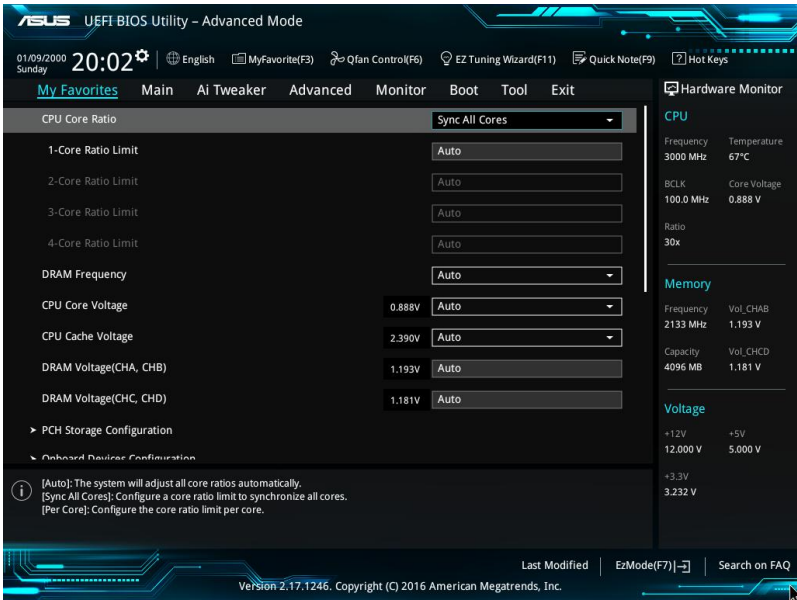 ASUS UEFI BIOS Utility – Advanced Mode
01/09/2000
Sunday
20:02
English
MyFavorite(F3)
Qfan Control(F6)
EZ Tuning Wizard(F11)
Quick Note(F9)
? Hot Keys
My Favorites Main Ai Tweaker Advanced Monitor Boot Tool Exit
CPU Core Ratio Sync All Cores
1-Core Ratio Limit Auto
2-Core Ratio Limit Auto
3-Core Ratio Limit Auto
4-Core Ratio Limit Auto
DRAM Frequency Auto
CPU Core Voltage 0.888V Auto
CPU Cache Voltage 2.390V Auto
DRAM Voltage(CHA, CHB) 1.193V Auto
DRAM Voltage(CHC, CHD) 1.181V Auto
> PCH Storage Configuration
> Onboard Devices Configuration
[Auto]: The system will adjust all core ratios automatically.
[Sync All Cores]: Configure a core ratio limit to synchronize all cores.
[Per Core]: Configure the core ratio limit per core.
Hardware Monitor
CPU
Frequency Temperature
3000 MHz 67°C
BCLK Core Voltage
100.0 MHz 0.888 V
Ratio
30x
Memory
Frequency Vol_CHAB
2133 MHz 1.193 V
Capacity Vol_CHCD
4096 MB 1.181 V
Voltage
+12V +5V
12.000 V 5.000 V
+3.3V
3.232 V
Last Modified EzMode(F7) Search on FAQ
Version 2.17.1246. Copyright (C) 2016 American Megatrends, Inc.